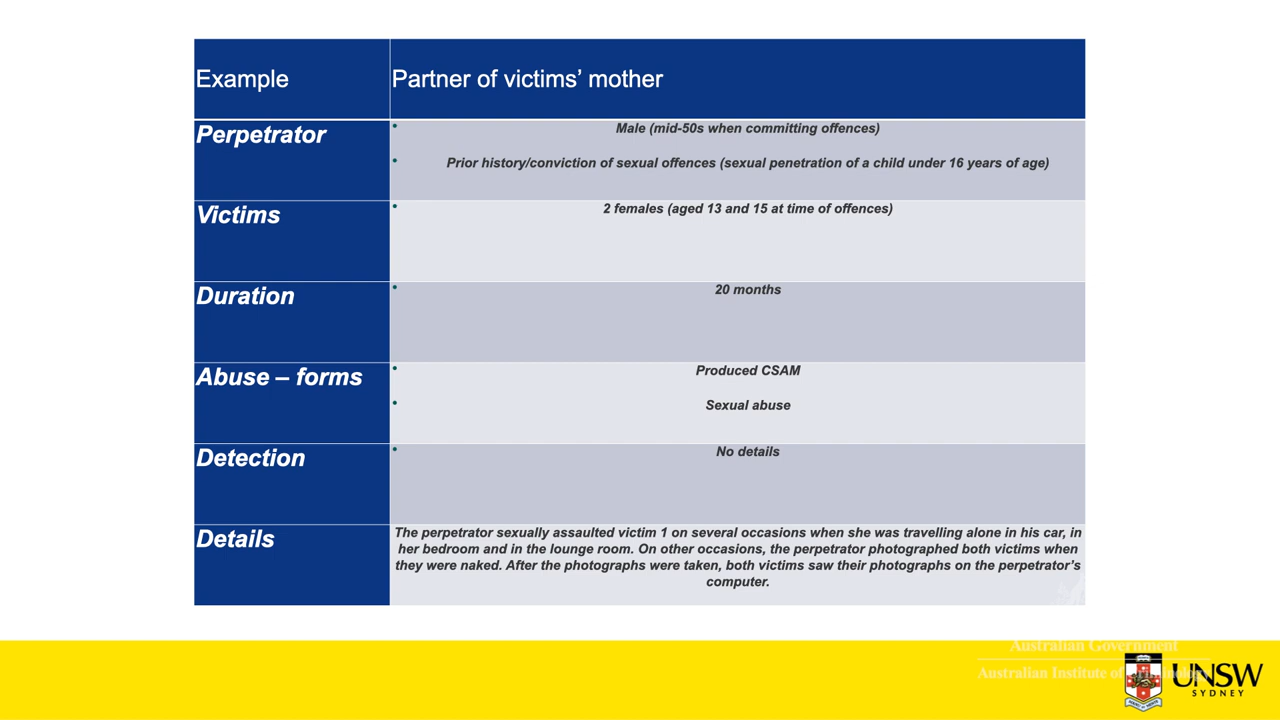 Example
Partner of victims’ mother
Perpetrator
• Male (mid-50s when committing offences)
• Prior history/conviction of sexual offences (sexual penetration of a child under 16 years of age)
Victims
• 2 females (aged 13 and 15 at time of offences)
Duration
• 20 months
Abuse – forms
• Produced CSAM
• Sexual abuse
Detection
• No details
Details
The perpetrator sexually assaulted victim 1 on several occasions when she was travelling alone in his car, in
her bedroom and in the lounge room. On other occasions, the perpetrator photographed both victims when
they were naked. After the photographs were taken, both victims saw their photographs on the perpetrator’s
computer.
Australian Government
Australian Institute of
UNSW
SYDNEY